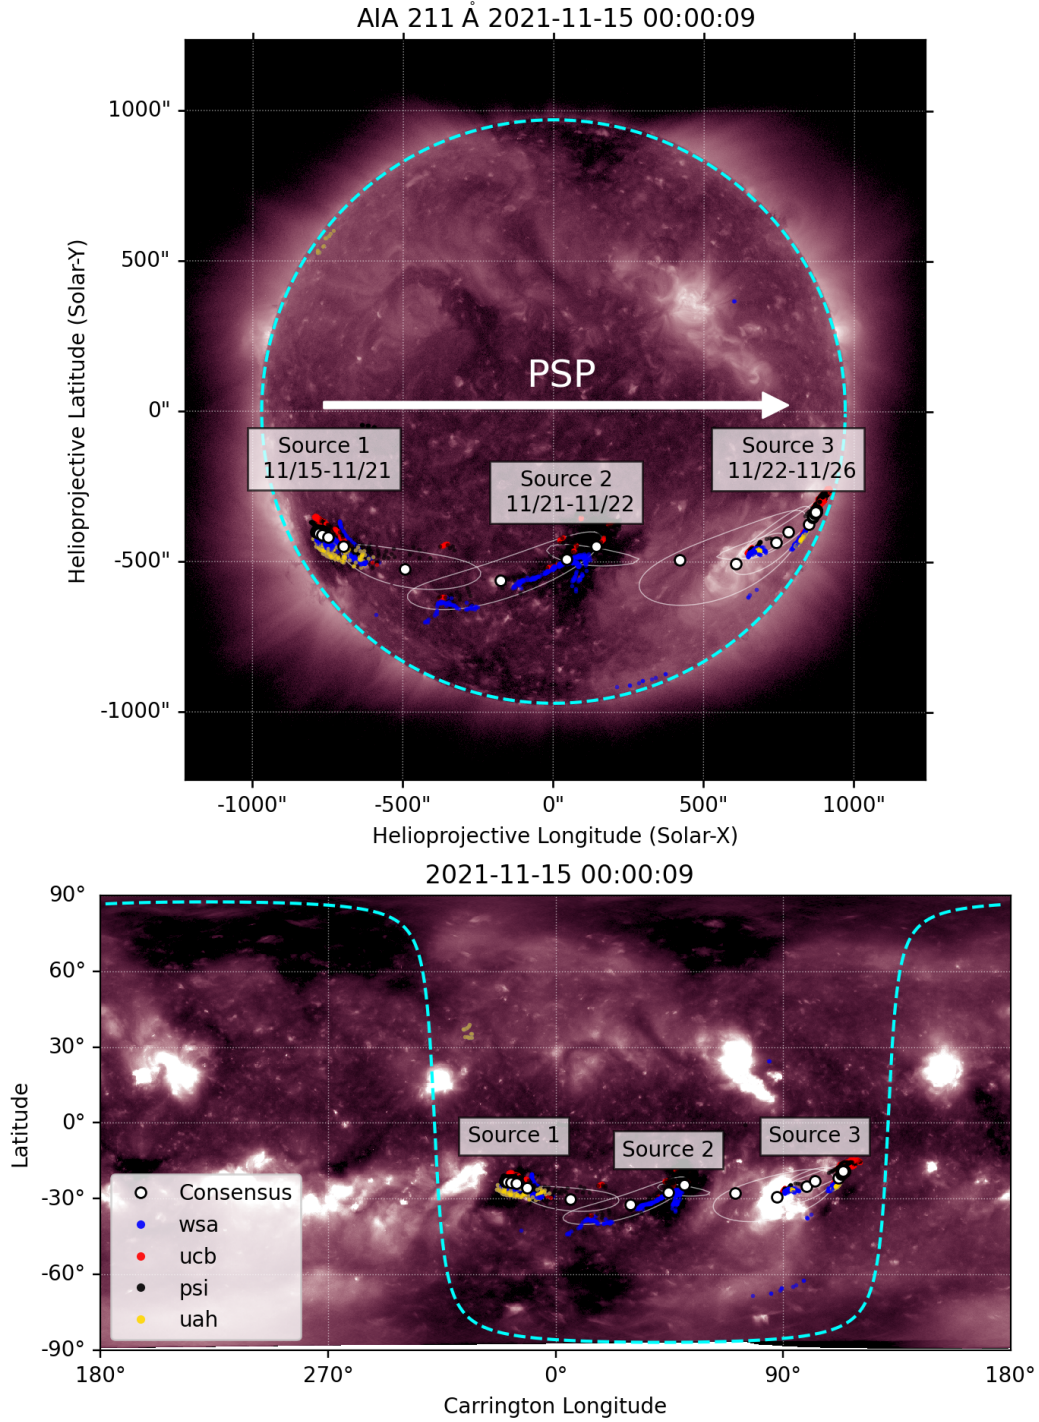 AIA 211 Å 2021-11-15 00:00:09
1000"
500"
0"
-500"
-1000"
Helioprojective Latitude (Solar-Y)
PSP
Source 1
11/15-11/21
Source 2
11/21-11/22
Source 3
11/22-11/26
-1000"
-500"
0"
500"
1000"
Helioprojective Longitude (Solar-X)
2021-11-15 00:00:09
90°
60°
30°
0°
-30°
-60°
-90°
Latitude
Source 1
Source 2
Source 3
Consensus
wsa
ucb
psi
uah
180°
270°
0°
90°
180°
Carrington Longitude